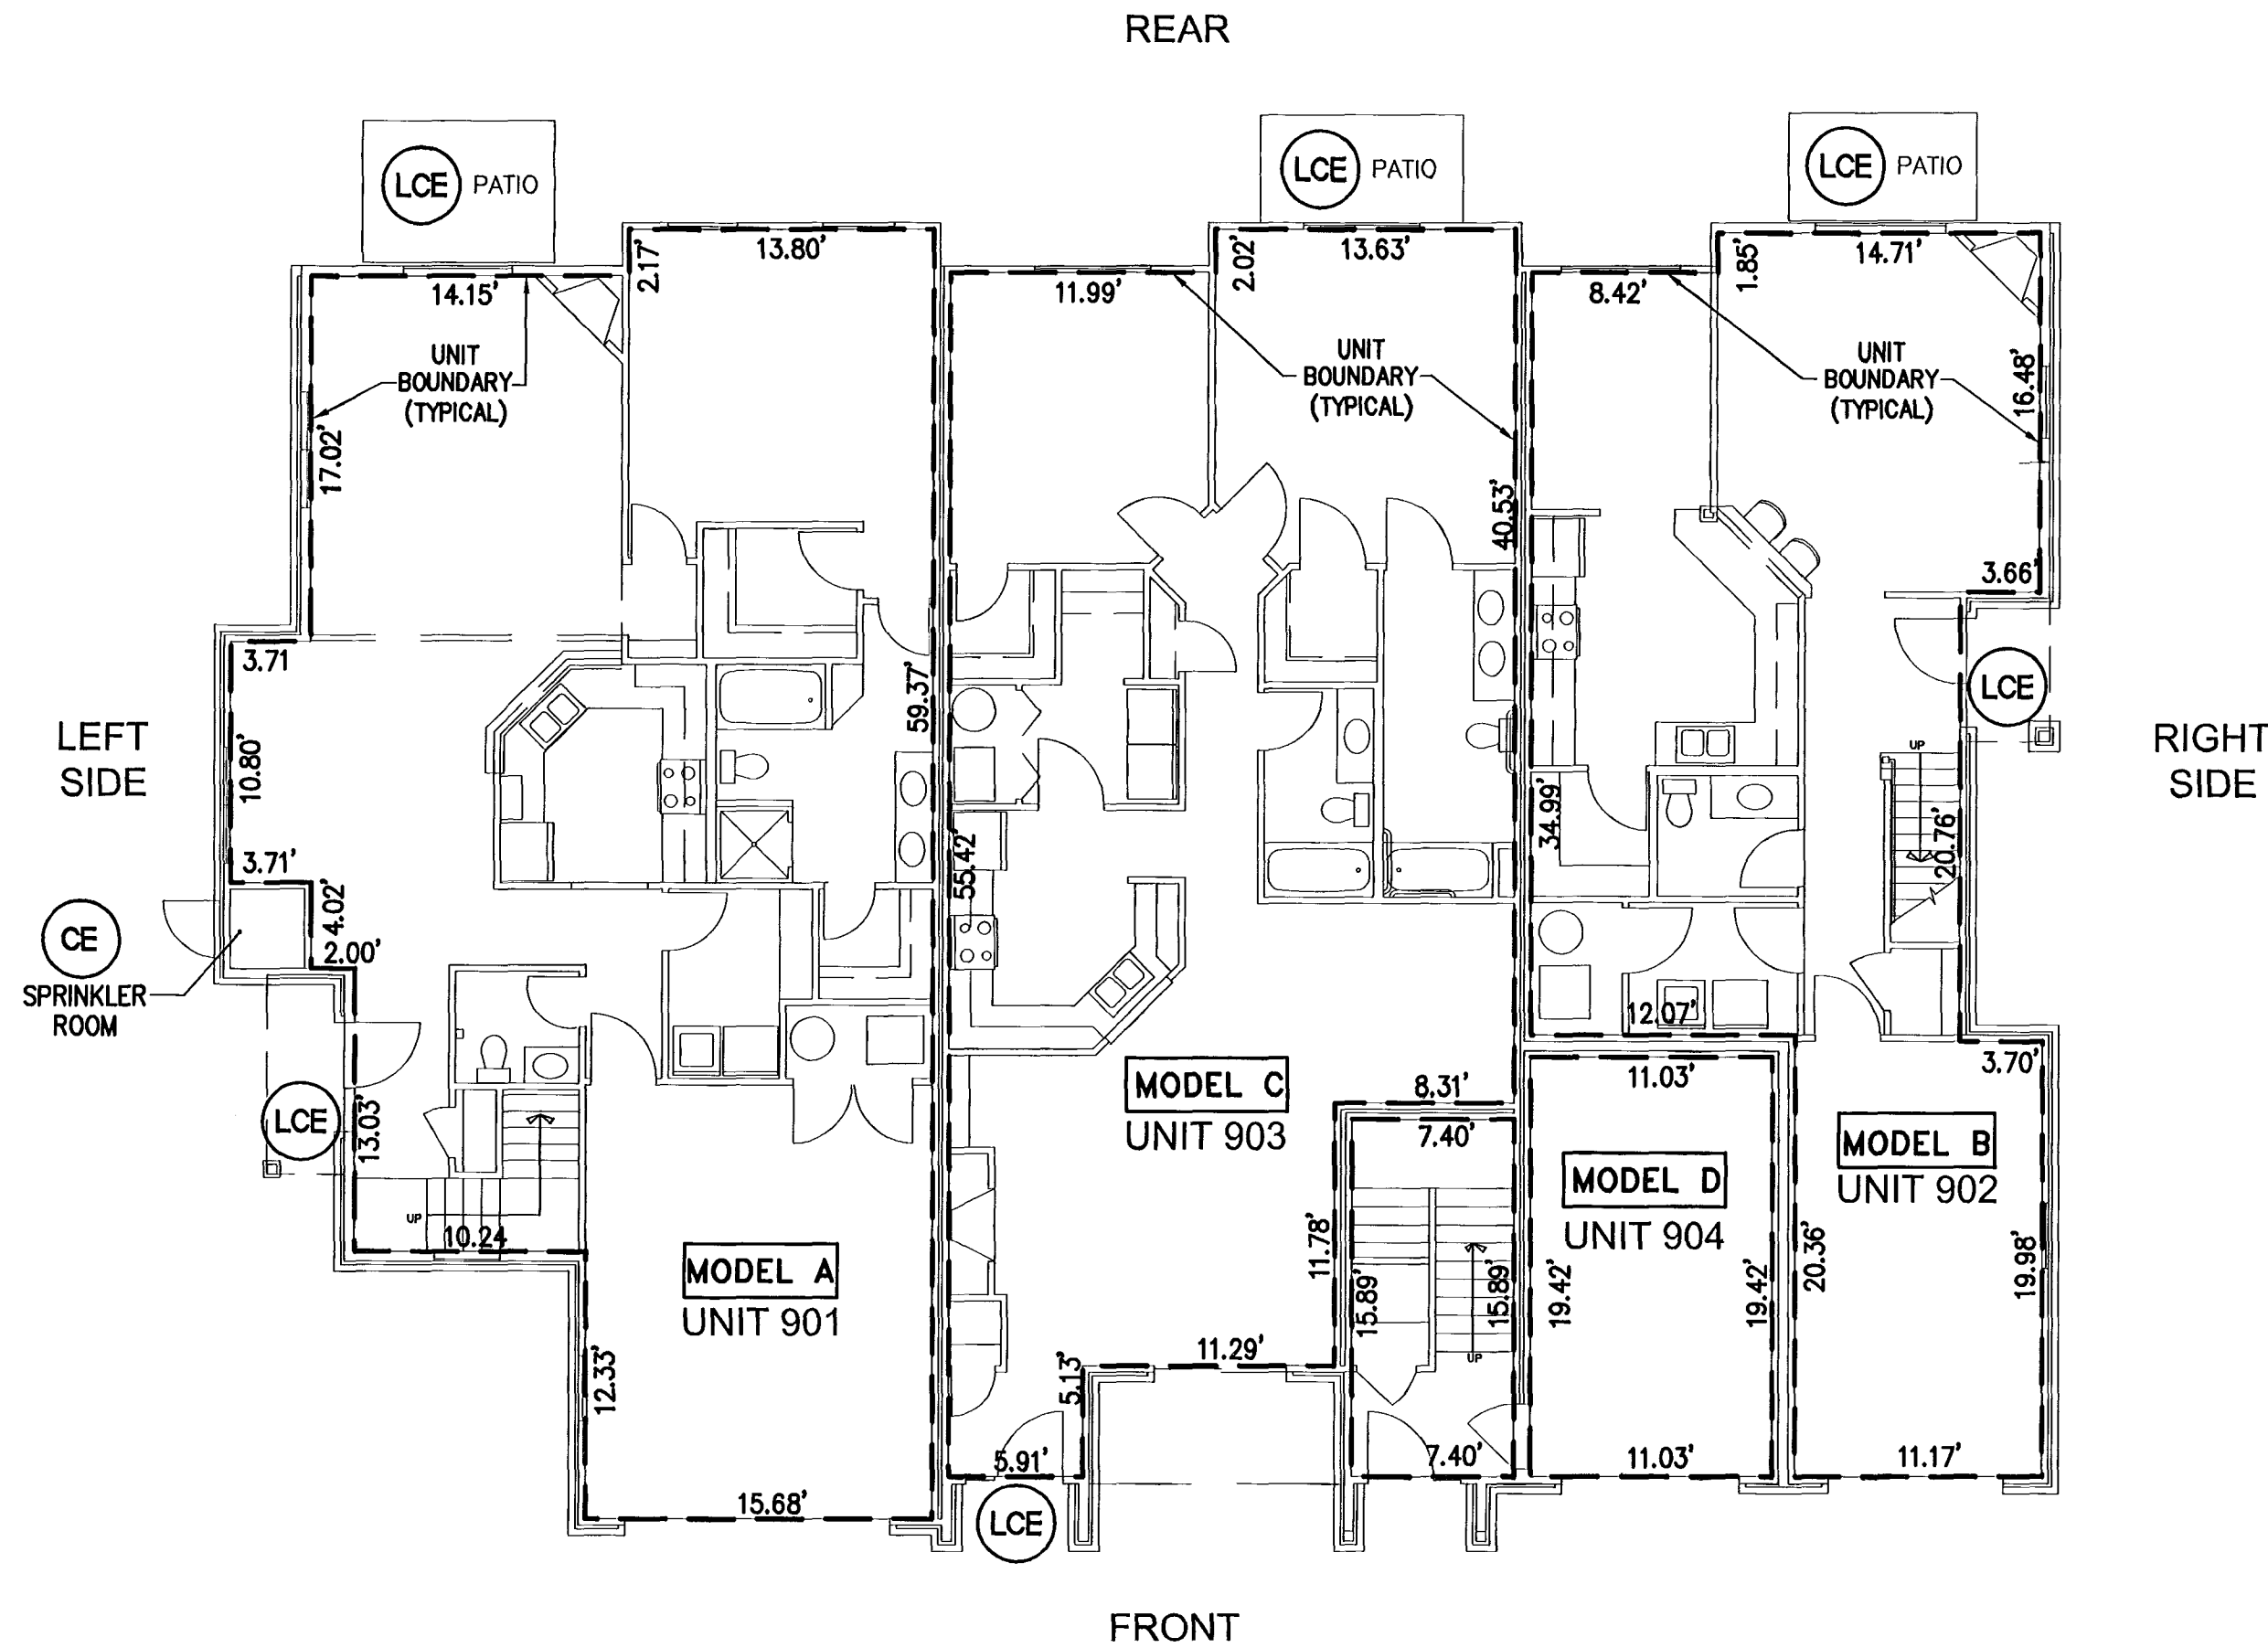 REAR
LCE PATIO
LCE PATIO
LCE PATIO
2.17'
13.80'
2.02'
13.63'
1.85'
14.71'
14.15'
11.99'
8.42'
UNIT
BOUNDARY
(TYPICAL)
UNIT
BOUNDARY
(TYPICAL)
UNIT
BOUNDARY
(TYPICAL)
17.02'
40.53'
16.48'
3.66'
3.71
59.37'
LCE
LEFT
SIDE
10.80'
UP
RIGHT
SIDE
34.99'
20.76'
3.71'
55.42'
4.02'
CE
2.00'
SPRINKLER
ROOM
12.07'
3.70'
11.03'
MODEL C
UNIT 903
8.31'
7.40'
LCE
13.03'
MODEL B
UNIT 902
MODEL D
UNIT 904
UP
10.24
MODEL A
UNIT 901
11.78'
15.89'
15.89'
19.42'
19.42'
20.36'
19.98'
UP
12.33'
5.13'
11.29'
5.91'
7.40'
11.03'
11.17'
15.68'
LCE
FRONT